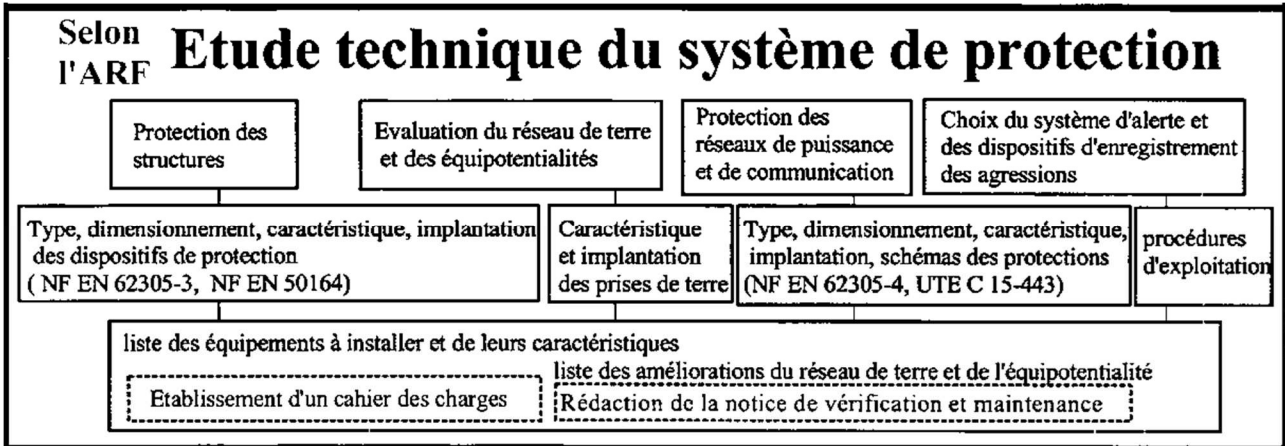 Selon
l'ARF
Etude technique du système de protection
Protection des
structures
Evaluation du réseau de terre
et des équipotentialités
Protection des
réseaux de puissance
et de communication
Choix du système d'alerte et
des dispositifs d'enregistrement
des agressions
Type, dimensionnement, caractéristique, implantation
des dispositifs de protection
( NF EN 62305-3, NF EN 50164)
Caractéristique
et implantation
des prises de terre
Type, dimensionnement, caractéristique,
implantation, schémas des protections
(NF EN 62305-4, UTE C 15-443)
procédures
d'exploitation
liste des équipements à installer et de leurs caractéristiques
liste des améliorations du réseau de terre et de l'équipotentialité
Etablissement d'un cahier des charges
Rédaction de la notice de vérification et maintenance